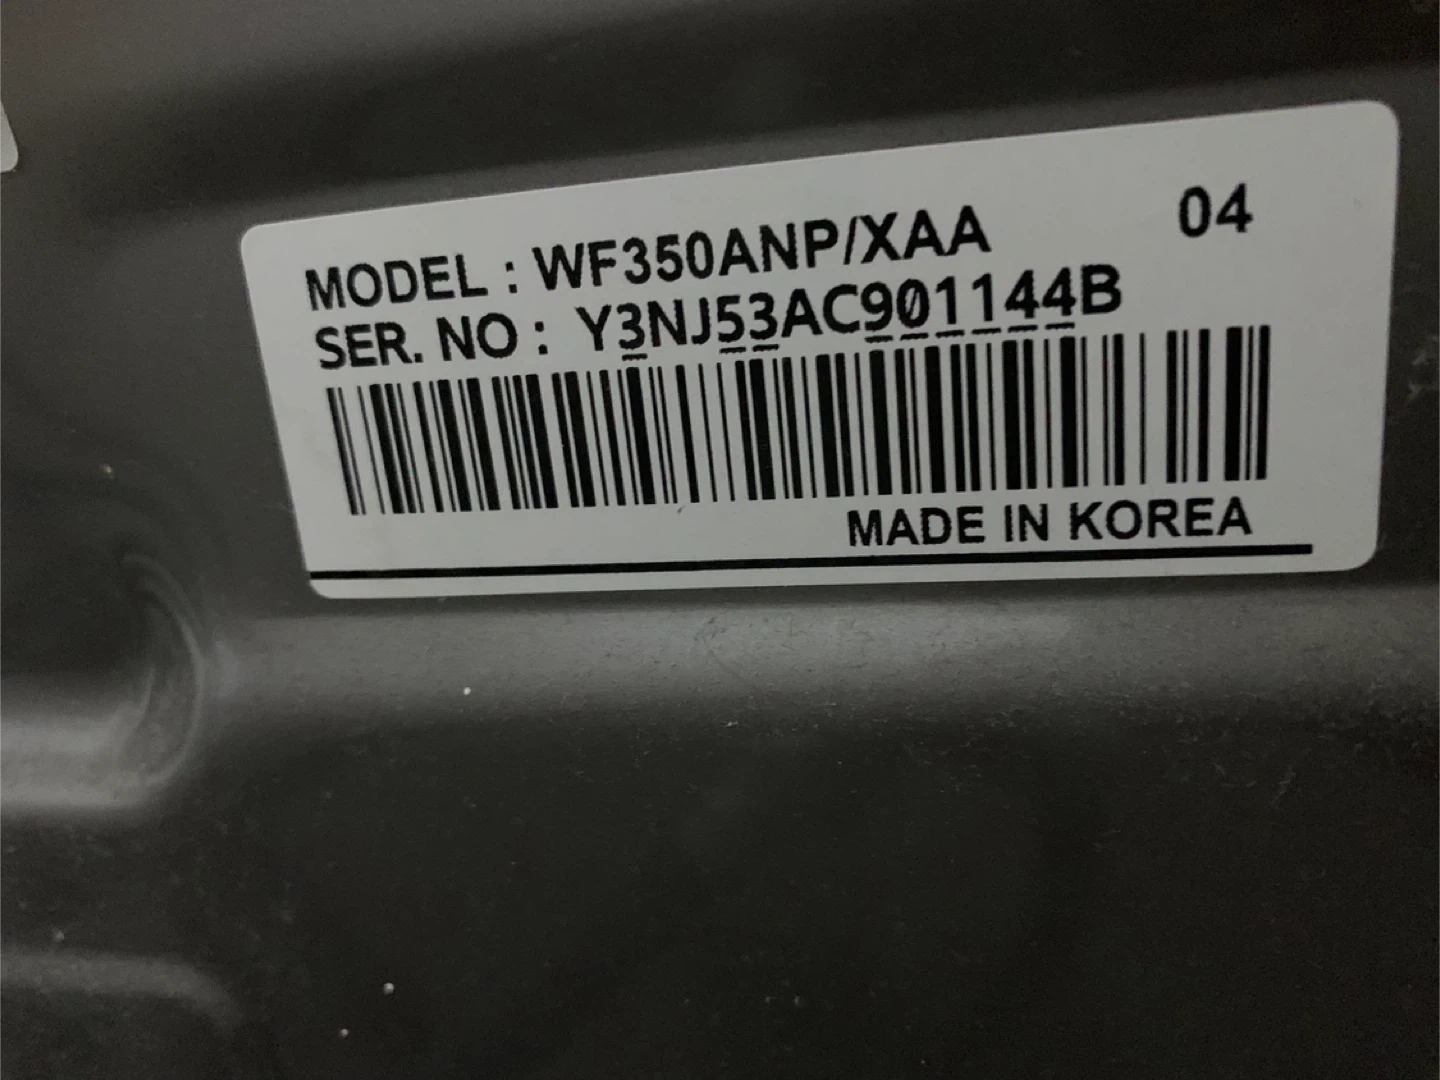 MODEL : WF350ANP/XAA 04
SER. NO : Y3NJ53AC901144B
MADE IN KOREA